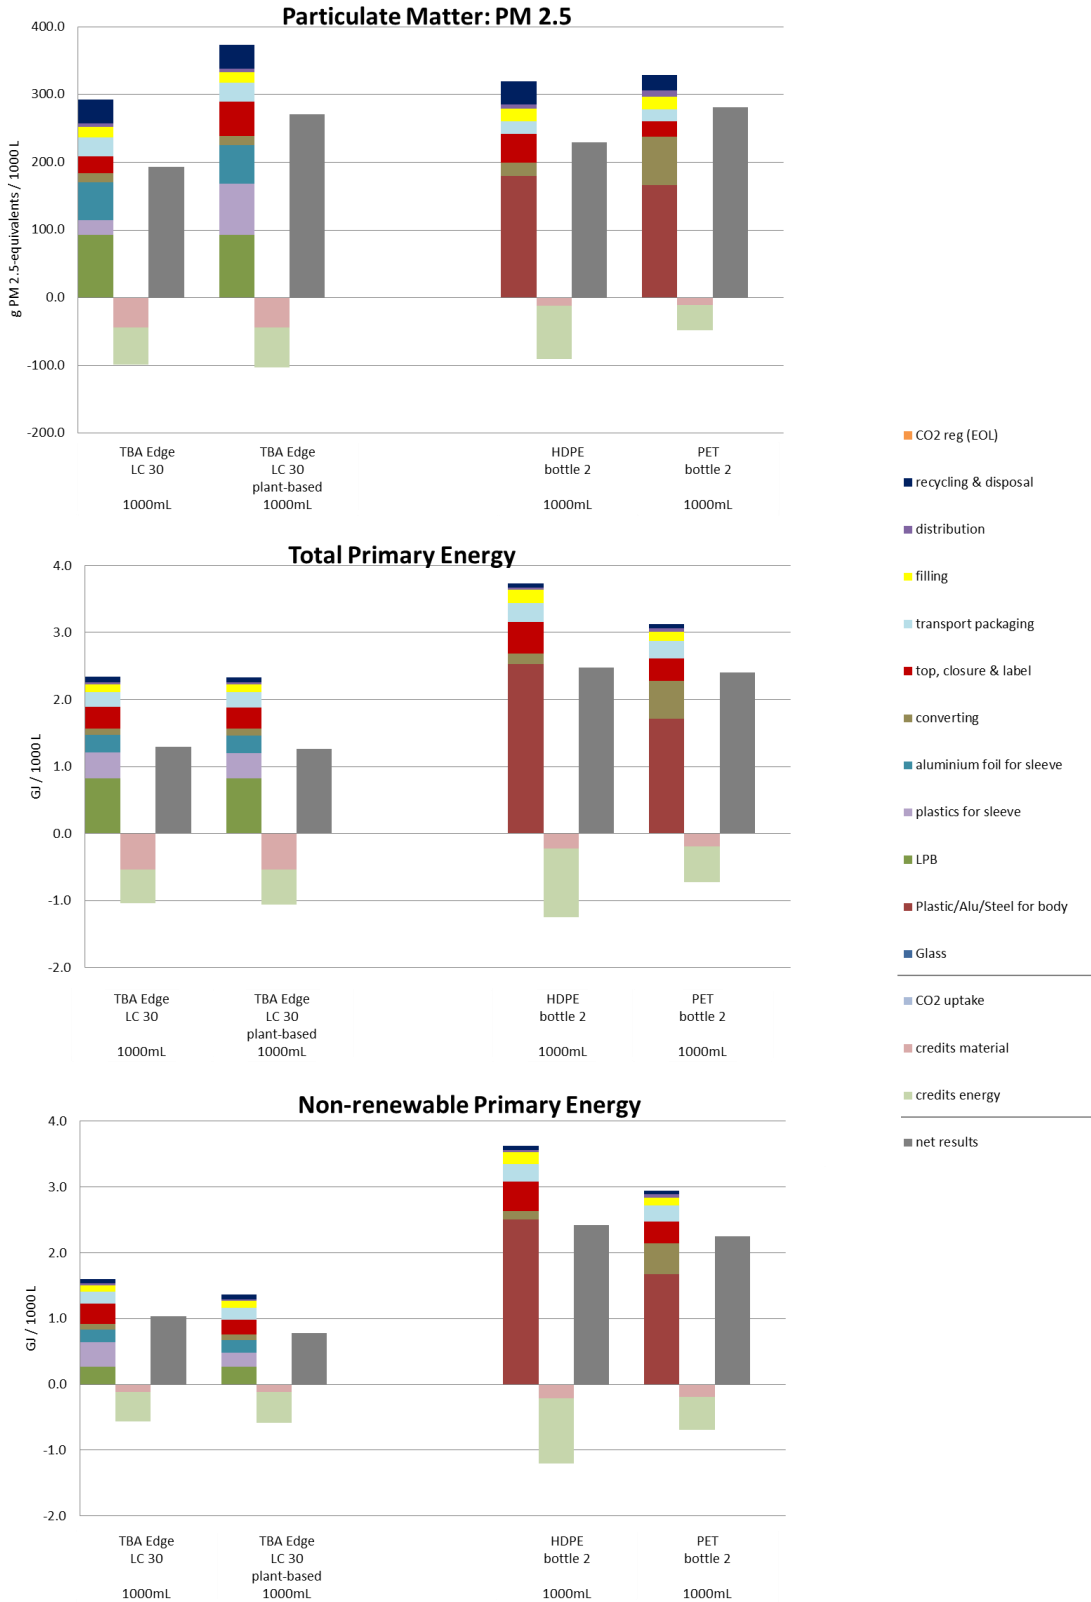 Particulate Matter: PM 2.5
g PM 2.5-equivalents / 1000 L
400.0
300.0
200.0
100.0
0.0
-100.0
-200.0
TBA Edge
LC 30
1000mL
TBA Edge
LC 30
plant-based
1000mL
HDPE
bottle 2
1000mL
PET
bottle 2
1000mL
Total Primary Energy
GJ / 1000 L
4.0
3.0
2.0
1.0
0.0
-1.0
-2.0
TBA Edge
LC 30
1000mL
TBA Edge
LC 30
plant-based
1000mL
HDPE
bottle 2
1000mL
PET
bottle 2
1000mL
Non-renewable Primary Energy
GJ / 1000 L
4.0
3.0
2.0
1.0
0.0
-1.0
-2.0
TBA Edge
LC 30
1000mL
TBA Edge
LC 30
plant-based
1000mL
HDPE
bottle 2
1000mL
PET
bottle 2
1000mL
CO2 reg (EOL)
recycling & disposal
distribution
filling
transport packaging
top, closure & label
converting
aluminium foil for sleeve
plastics for sleeve
LPB
Plastic/Alu/Steel for body
Glass
CO2 uptake
credits material
credits energy
net results